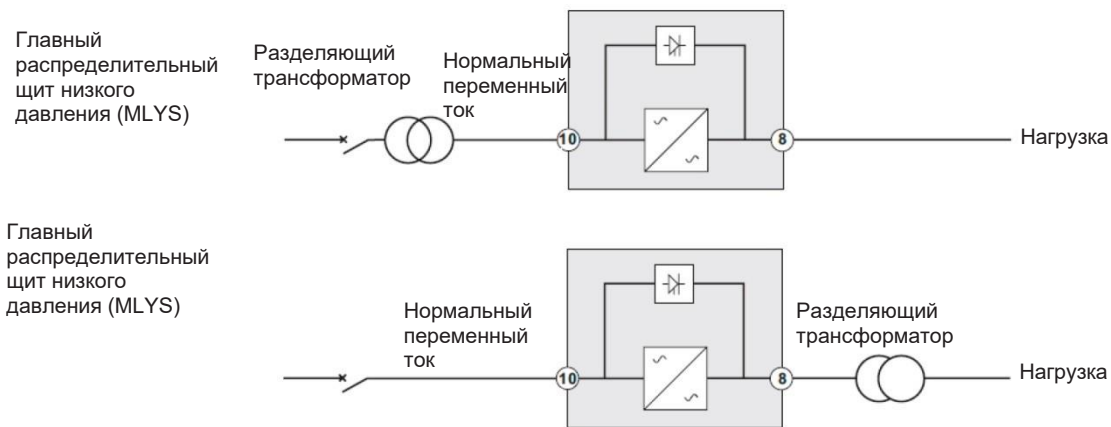 Главный
распределительный
щит низкого
давления (MLYS)
Разделяющий
трансформатор
Нормальный
переменный
ток
10
8
Нагрузка
Главный
распределительный
щит низкого
давления (MLYS)
Нормальный
переменный
ток
10
8
Разделяющий
трансформатор
Нагрузка